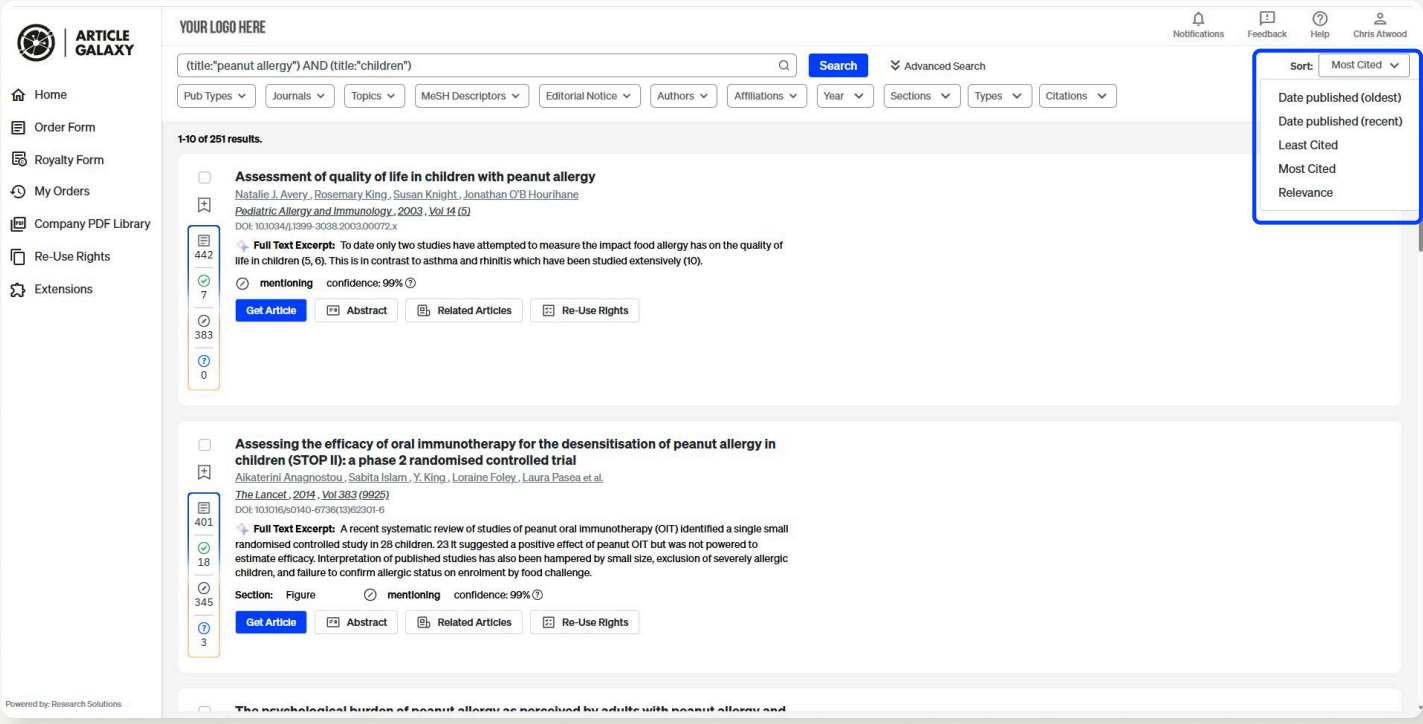 ARTICLE
GALAXY
Home
Order Form
Royalty Form
My Orders
Company PDF Library
Re-Use Rights
Extensions
Powered by: Research Solutions
YOUR LOGO HERE
Notifications
Feedback
Help
Chris Atwood
(title:"peanut allergy") AND (title:"children")
Search
Advanced Search
Sort: Most Cited
Date published (oldest)
Date published (recent)
Least Cited
Most Cited
Relevance
Pub Types
Journals
Topics
MeSH Descriptors
Editorial Notice
Authors
Affiliations
Year
Sections
Types
Citations
1-10 of 251 results.
Assessment of quality of life in children with peanut allergy
Natalie J. Avery , Rosemary King , Susan Knight , Jonathan O'B Hourihane
Pediatric Allergy and Immunology , 2003 , Vol 14 (5)
DOI: 10.1034/j.1399-3038.2003.00072.x
Full Text Excerpt: To date only two studies have attempted to measure the impact food allergy has on the quality of
life in children (5, 6). This is in contrast to asthma and rhinitis which have been studied extensively (10).
mentioning confidence: 99%
Get Article
Abstract
Related Articles
Re-Use Rights
442
7
383
0
Assessing the efficacy of oral immunotherapy for the desensitisation of peanut allergy in
children (STOP II): a phase 2 randomised controlled trial
Aikaterini Anagnostou , Sabita Islam , Y. King , Loraine Foley , Laura Pasea et al.
The Lancet , 2014 , Vol 383 (9925)
DOI: 10.1016/s0140-6736(13)62301-6
Full Text Excerpt: A recent systematic review of studies of peanut oral immunotherapy (OIT) identified a single small
randomised controlled study in 28 children. 23 It suggested a positive effect of peanut OIT but was not powered to
estimate efficacy. Interpretation of published studies has also been hampered by small size, exclusion of severely allergic
children, and failure to confirm allergic status on enrolment by food challenge.
Section: Figure mentioning confidence: 99%
Get Article
Abstract
Related Articles
Re-Use Rights
401
18
345
3
The psychological burden of peanut allergy as perceived by adults with peanut allergy and